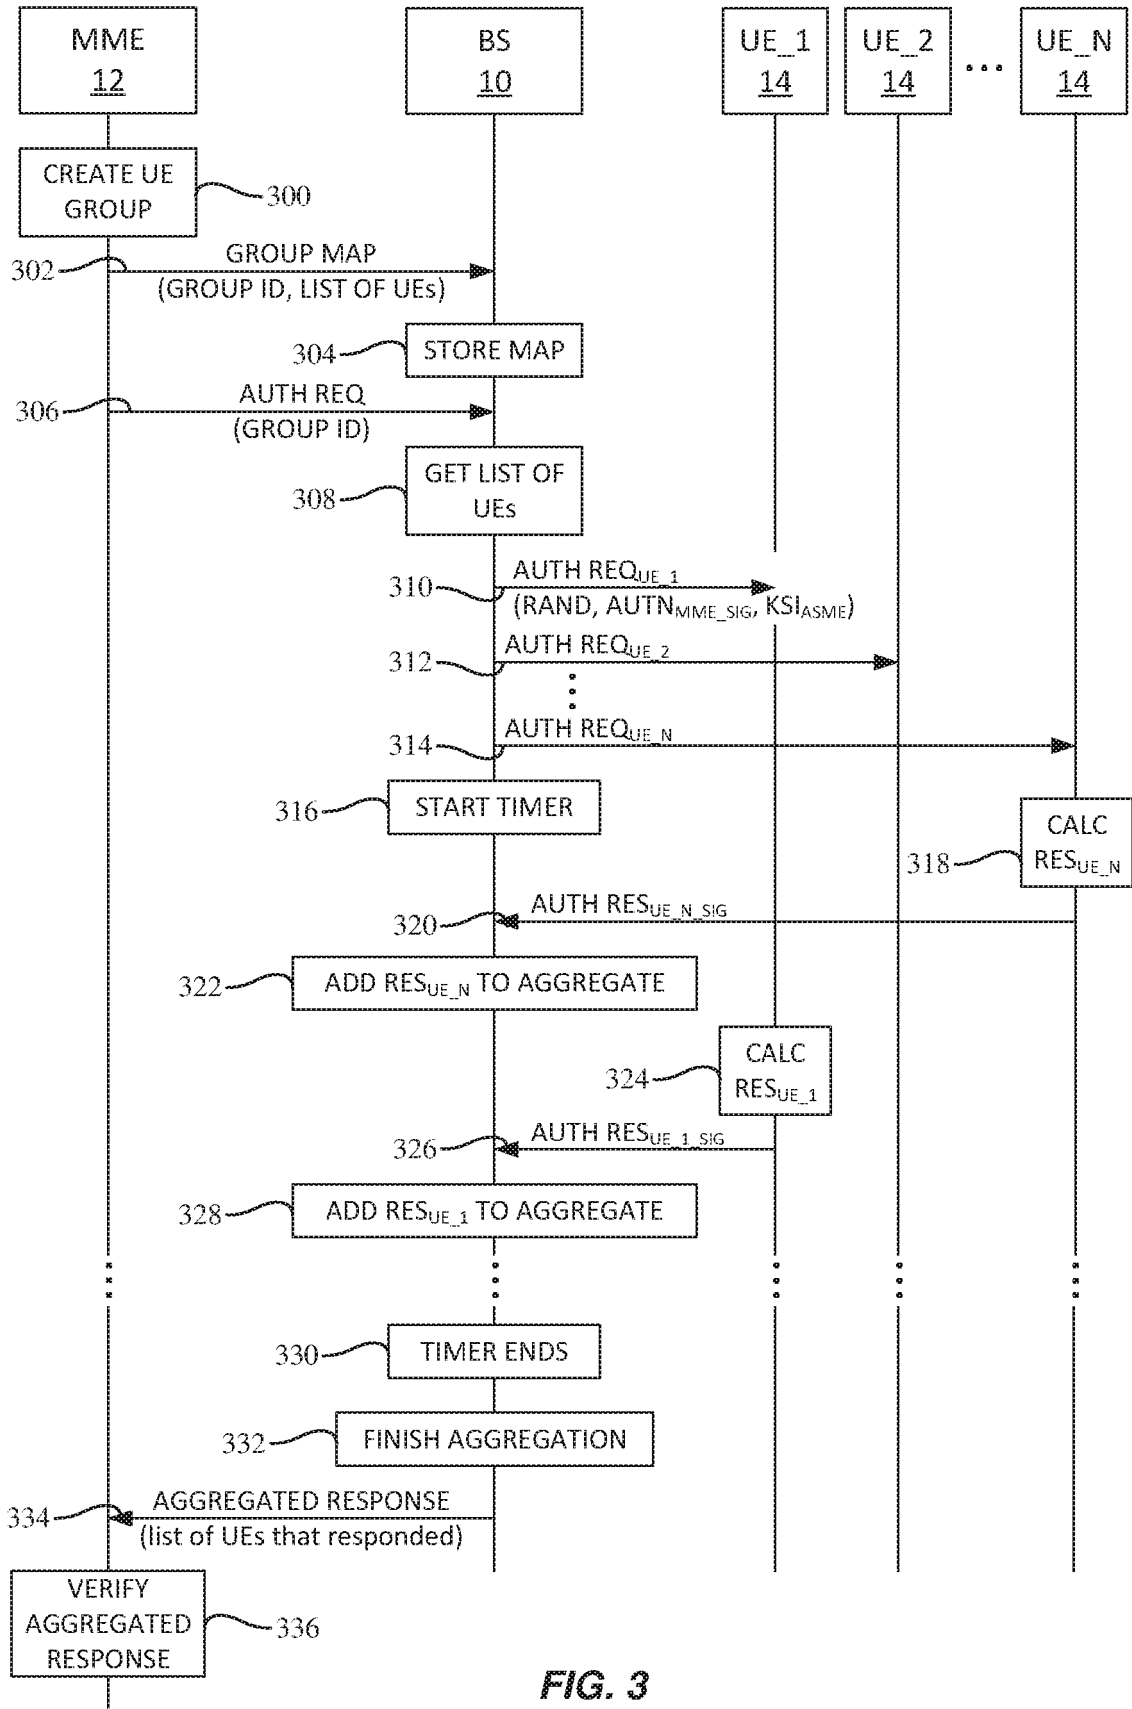 MME
12
BS
10
UE_1
14
UE_2
14
...
UE_N
14
CREATE UE
GROUP
300
302
GROUP MAP
(GROUP ID, LIST OF UEs)
304
STORE MAP
306
AUTH REQ
(GROUP ID)
308
GET LIST OF
UEs
310
AUTH REQUE_1
(RAND, AUTNMME_SIG, KSIASME)
312
AUTH REQUE_2
314
AUTH REQUE_N
316
START TIMER
318
CALC
RESUE_N
320
AUTH RESUE_N_SIG
322
ADD RESUE_N TO AGGREGATE
324
CALC
RESUE_1
326
AUTH RESUE_1_SIG
328
ADD RESUE_1 TO AGGREGATE
330
TIMER ENDS
332
FINISH AGGREGATION
334
AGGREGATED RESPONSE
(list of UEs that responded)
VERIFY
AGGREGATED
RESPONSE
336
FIG. 3